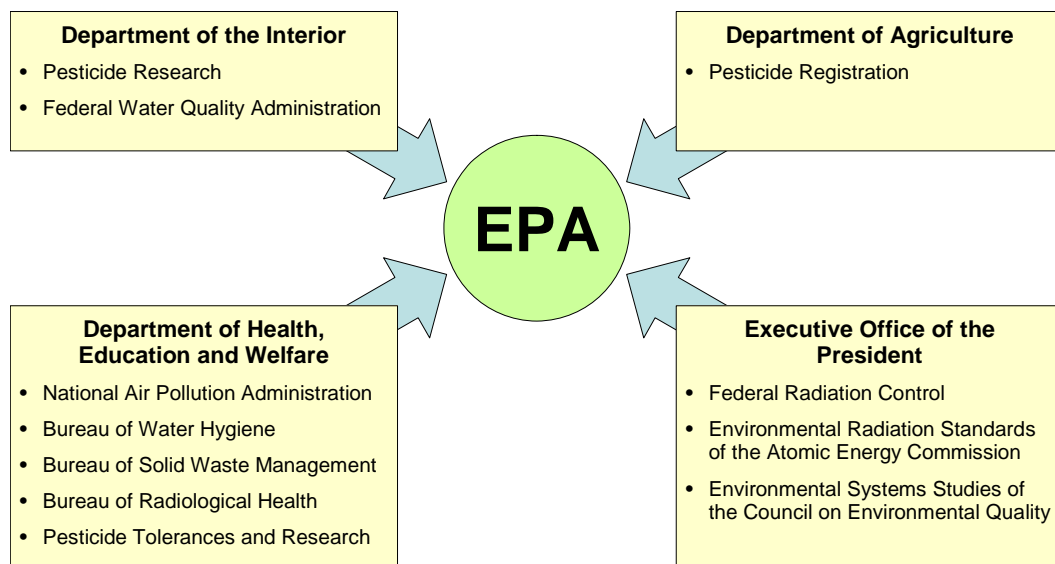 Department of the Interior
• Pesticide Research
• Federal Water Quality Administration
Department of Agriculture
• Pesticide Registration
EPA
Department of Health,
Education and Welfare
• National Air Pollution Administration
• Bureau of Water Hygiene
• Bureau of Solid Waste Management
• Bureau of Radiological Health
• Pesticide Tolerances and Research
Executive Office of the
President
• Federal Radiation Control
• Environmental Radiation Standards
of the Atomic Energy Commission
• Environmental Systems Studies of
the Council on Environmental Quality